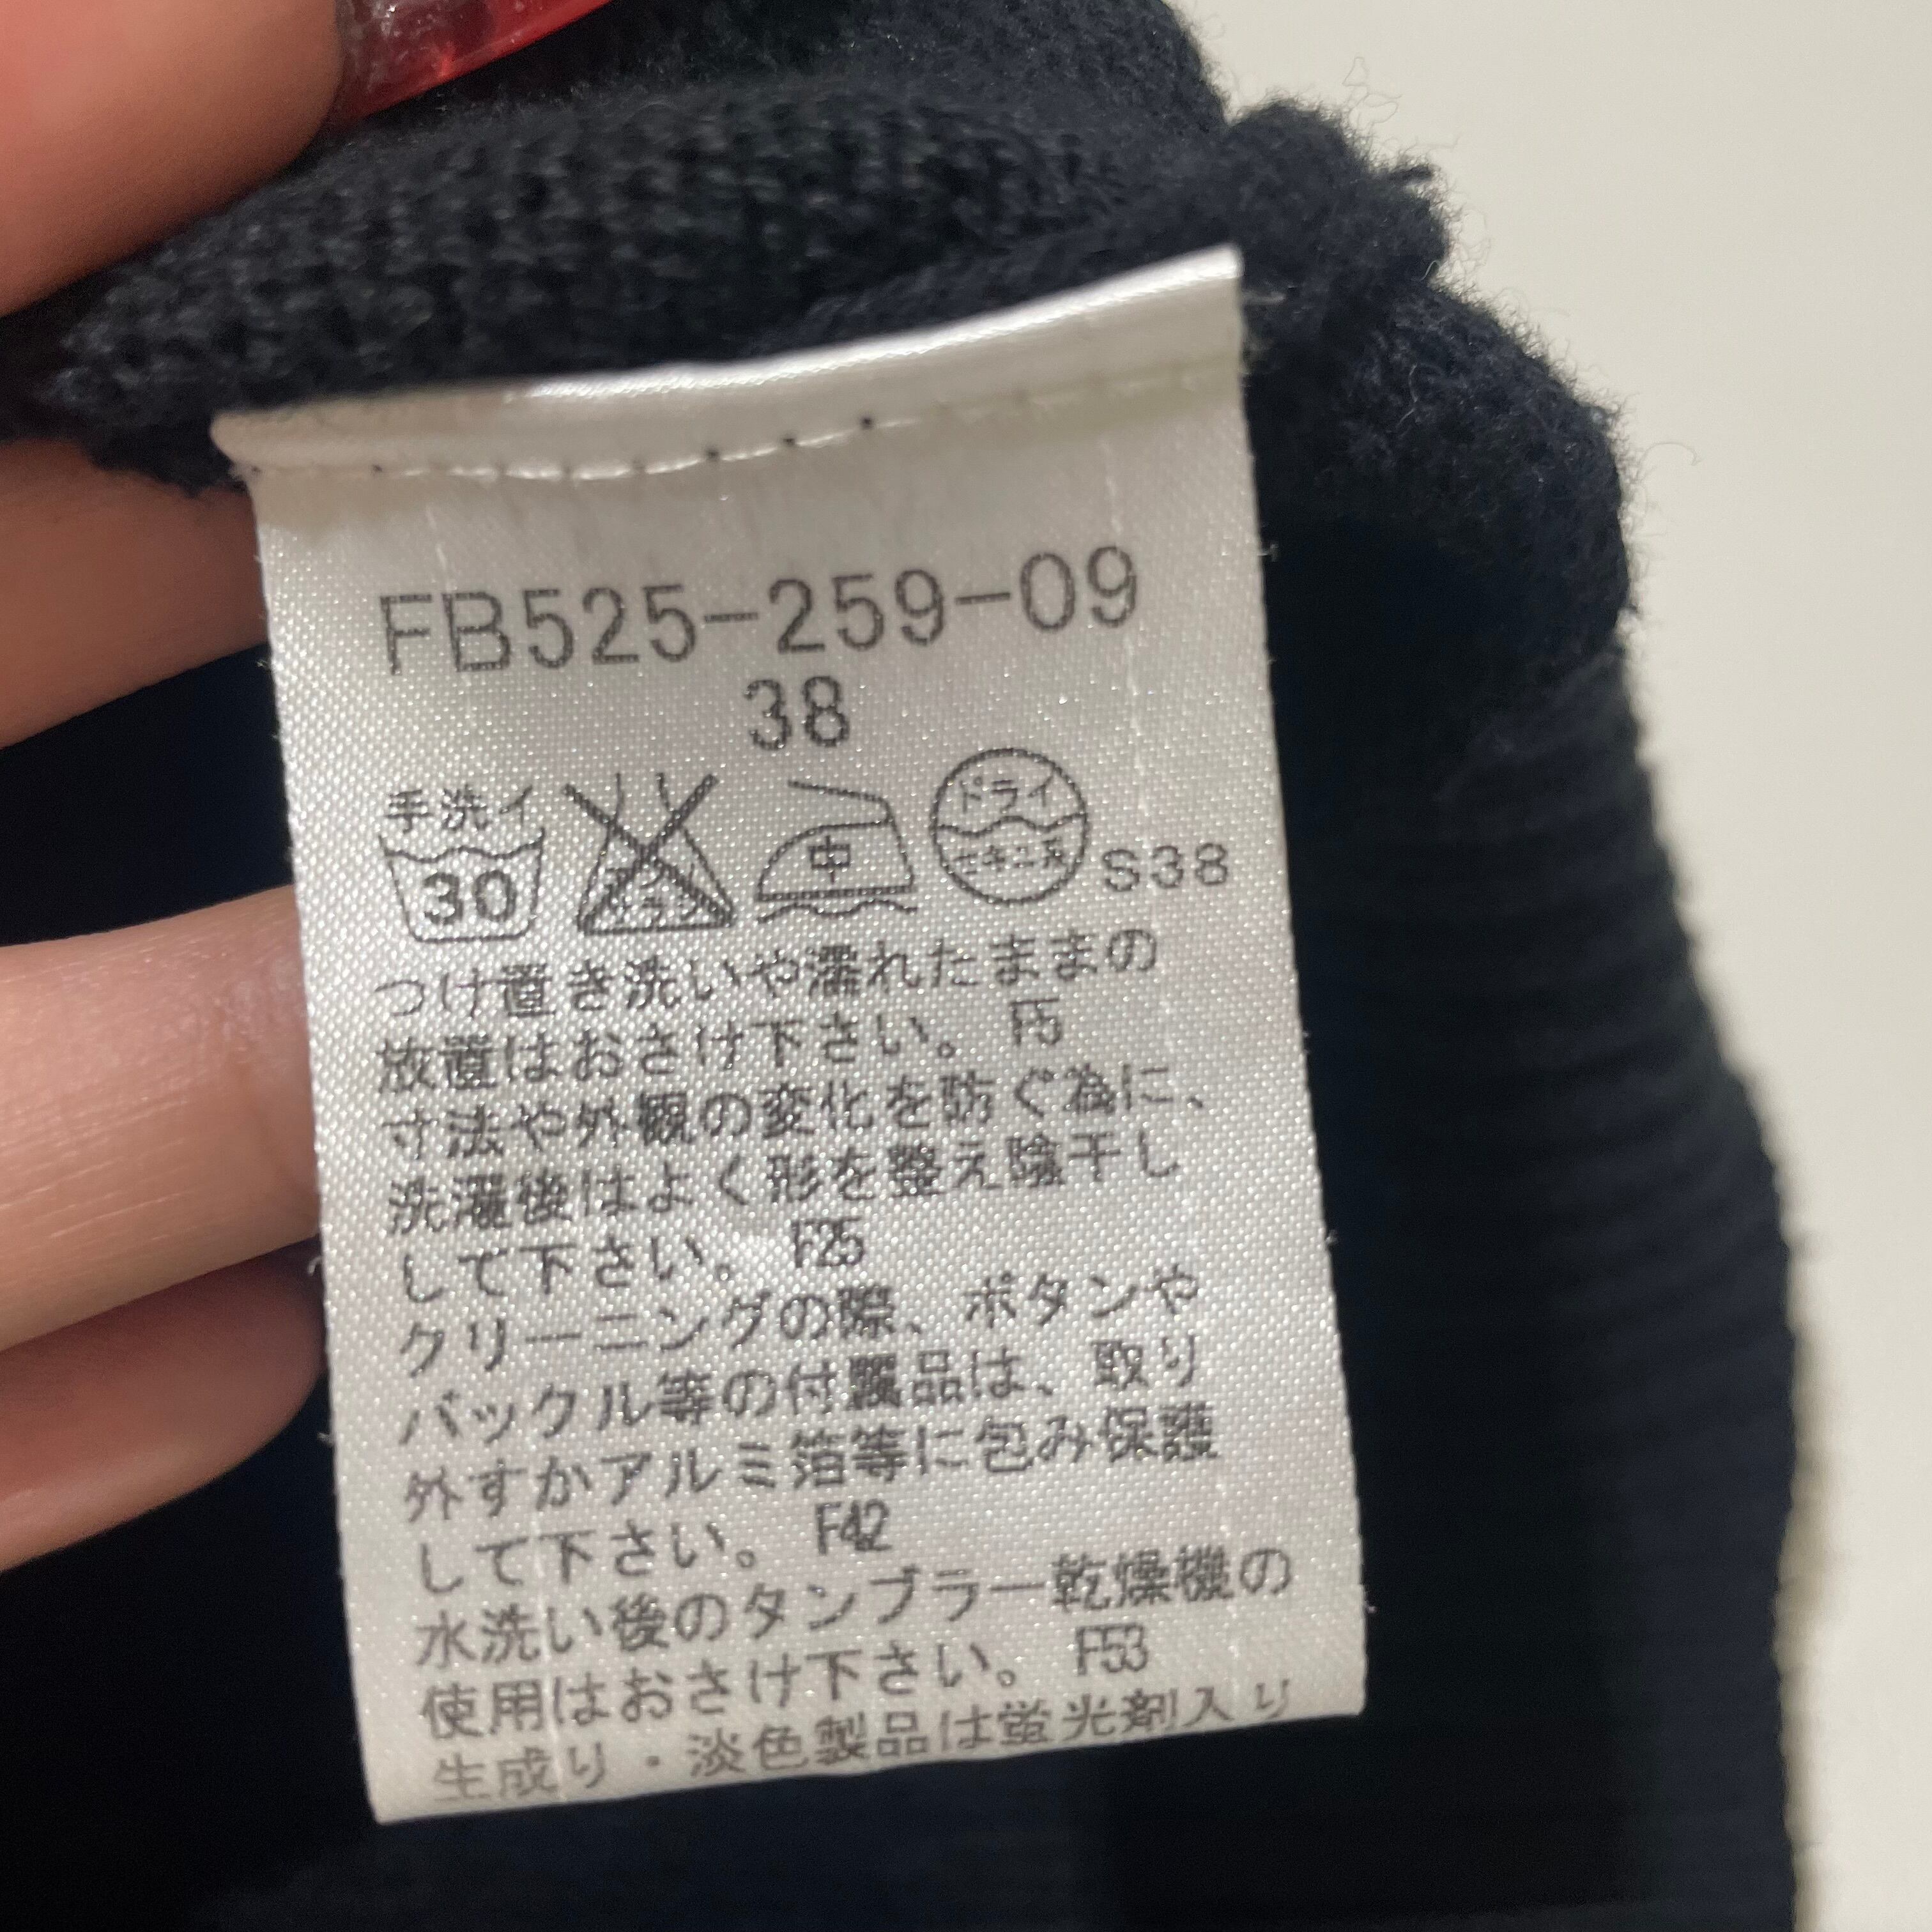 FB525-259-09
38
手洗イ
30
中
ドライ
セキユ系
S38
つけ置き洗いや濡れたままの
放置はおさけ下さい。 F5
寸法や外観の変化を防ぐ為に、
洗濯後はよく形を整え陰干し
して下さい。 F25
クリーニングの際、ボタンや
バックル等の付属品は、取り
外すかアルミ箔等に包み保護
して下さい。 F42
水洗い後のタンブラー乾燥機の
使用はおさけ下さい。 F53
生成り・淡色製品は蛍光剤入り